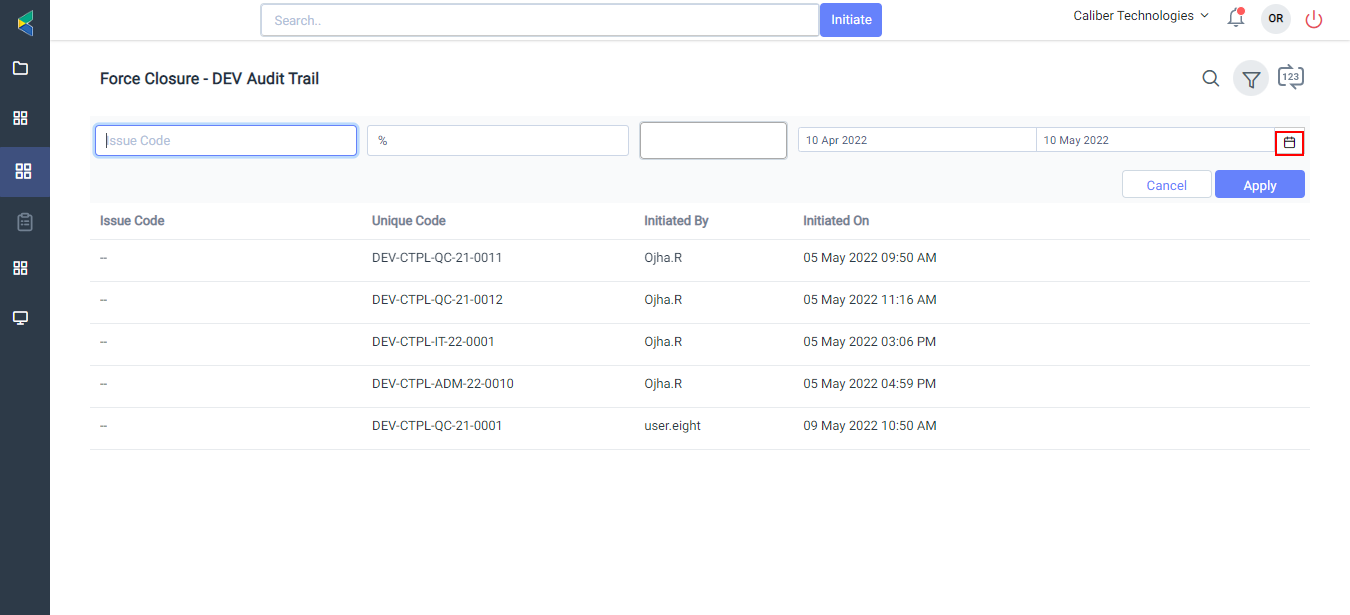 Search..
Initiate
Caliber Technologies
OR
Force Closure - DEV Audit Trail
123
Issue Code
%
10 Apr 2022
10 May 2022
Cancel
Apply
Issue Code Unique Code Initiated By Initiated On
-- DEV-CTPL-QC-21-0011 Ojha.R 05 May 2022 09:50 AM
-- DEV-CTPL-QC-21-0012 Ojha.R 05 May 2022 11:16 AM
-- DEV-CTPL-IT-22-0001 Ojha.R 05 May 2022 03:06 PM
-- DEV-CTPL-ADM-22-0010 Ojha.R 05 May 2022 04:59 PM
-- DEV-CTPL-QC-21-0001 user.eight 09 May 2022 10:50 AM